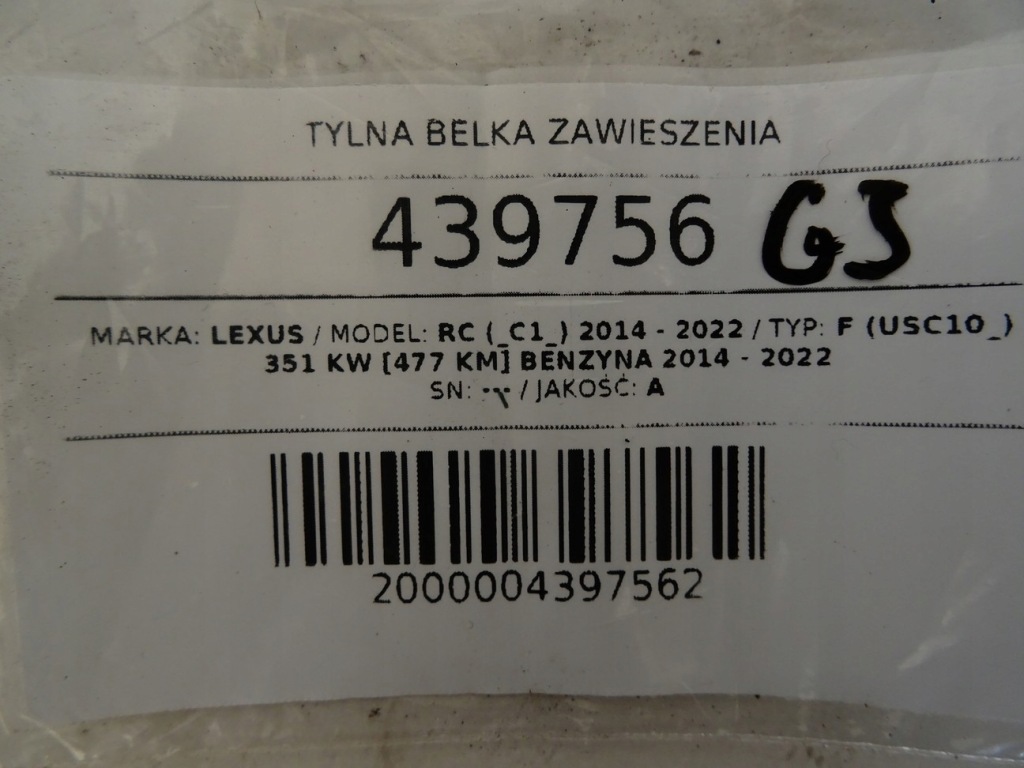 TYLNA BELKA ZAWIESZENIA
439756 GJ
MARKA: LEXUS / MODEL: RC (_C1_) 2014 - 2022 / TYP: F (USC10_)
351 KW [477 KM] BENZYNA 2014 - 2022
SN: --- / JAKOŚĆ: A
2000004397562